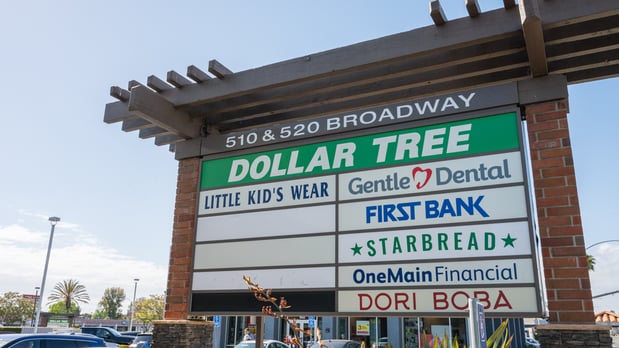 510 & 520 BROADWAY
DOLLAR TREE
LITTLE KID'S WEAR
Gentle Dental
FIRST BANK
STARBREAD
OneMain Financial
DORI BOBA